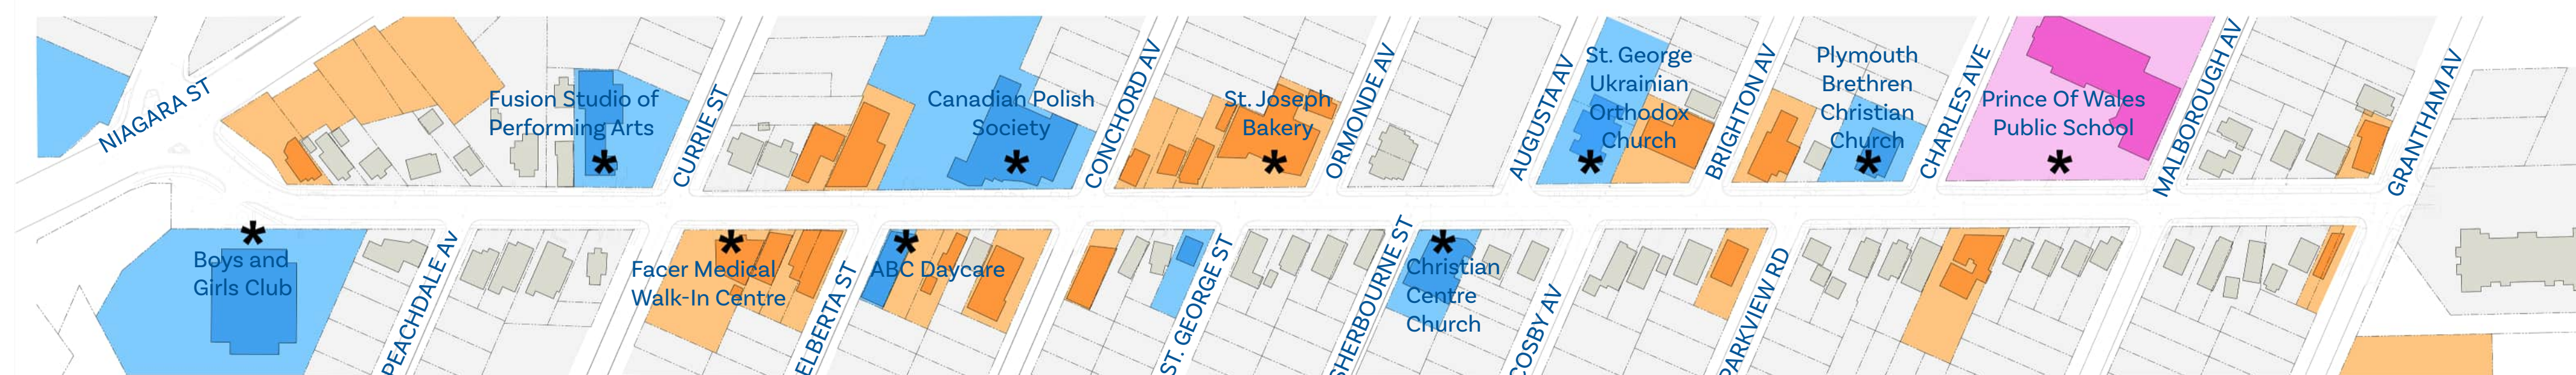 NIAGARA ST
Fusion Studio of
Performing Arts
CURRIE ST
Canadian Polish
Society
CONCHORD AV
St. Joseph
Bakery
ORMONDE AV
AUGUSTA AV
St. George
Ukrainian
Orthodox
Church
BRIGHTON AV
Plymouth
Brethren
Christian
Church
CHARLES AVE
Prince Of Wales
Public School
MALBOROUGH AV
GRANTHAM AV
Boys and
Girls Club
PEACHDALE AV
Facer Medical
Walk-In Centre
ELBERTA ST
ABC Daycare
ST. GEORGE ST
SHERBOURNE ST
Christian
Centre
Church
COSBY AV
PARKVIEW RD